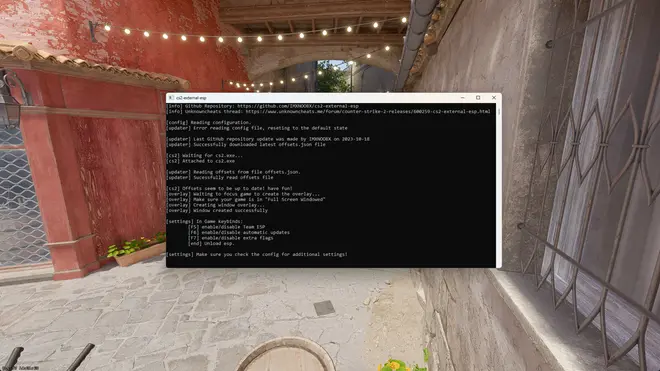 cs2-external-esp
[info] Github Repository: https://github.com/IMXNOOBX/cs2-external-esp
[info] Unknowncheats thread: https://www.unknowncheats.me/forum/counter-strike-2-releases/600259-cs2-external-esp.html
[config] Reading configuration.
[updater] Error reading config file, reseting to the default state
[updater] Last GitHub repository update was made by IMXNOOBX on 2023-10-18
[updater] Successfully downloaded latest offsets.json file
[cs2] Waiting for cs2.exe...
[cs2] Attached to cs2.exe
[updater] Reading offsets from file offsets.json.
[updater] Sucessfully read offsets file
[cs2] Offsets seem to be up to date! have fun!
[overlay] Waiting to focus game to create the overlay...
[overlay] Make sure your game is in "Full Screen Windowed"
[overlay] Creating window overlay...
[overlay] Window created successfully
[settings] In Game keybinds:
[F5] enable/disable Team ESP
[F6] enable/disable automatic updates
[F7] enable/disable extra flags
[end] Unload esp.
[settings] Make sure you check the config for additional settings!